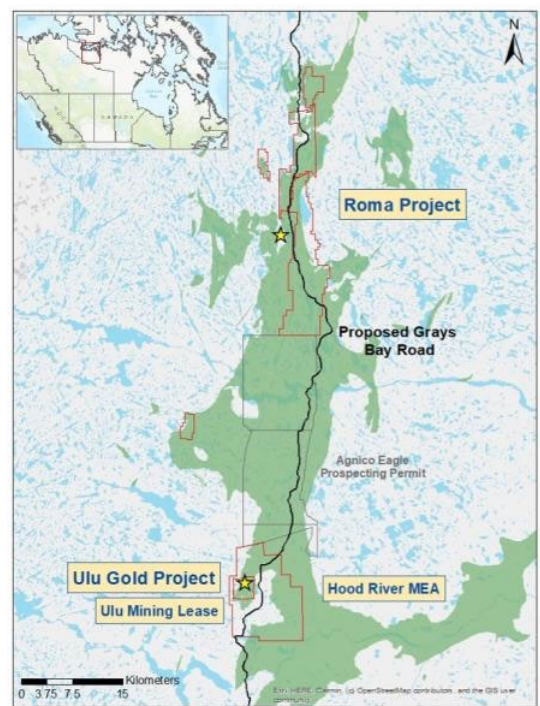 N
CANADA
Roma Project
Proposed Grays
Bay Road
Agnico Eagle
Prospecting Permit
Ulu Gold Project
Ulu Mining Lease
Hood River MEA
Kilometers
0 3.75 7.5 15
Esri, HERE, Garmin, (c) OpenStreetMap contributors, and the GIS user
community